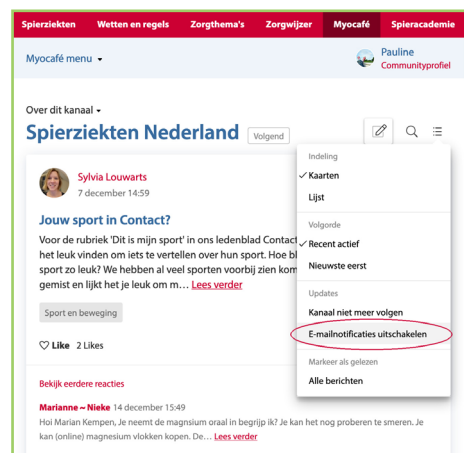 Spierziekten Wetten en regels Zorgthema's Zorgwijzer Myocafé Spieracademie
Myocafé menu
Pauline
Communityprofiel
Over dit kanaal
Spierziekten Nederland Volgend
Sylvia Louwarts
7 december 14:59
Jouw sport in Contact?
Voor de rubriek 'Dit is mijn sport' in ons ledenblad Contact
het leuk vinden om iets te vertellen over hun sport. Hoe
sport zo leuk? We hebben al veel sporten voorbij zien
gemist en lijkt het je leuk om m… Lees verder
Sport en beweging
Like 2 Likes
Bekijk eerdere reacties
Marianne ~ Nieke 14 december 15:49
Hoi Marian Kempen, Je neemt de magnsium oraal in begrijp ik? Je kan het nog proberen te smeren. Je
kan (online) magnesium vlokken kopen. De… Lees verder
Indeling
Kaarten
Lijst
Volgorde
Recent actief
Nieuwste eerst
Updates
Kanaal niet meer volgen
E-mailnotificaties uitschakelen
Markeer als gelezen
Alle berichten